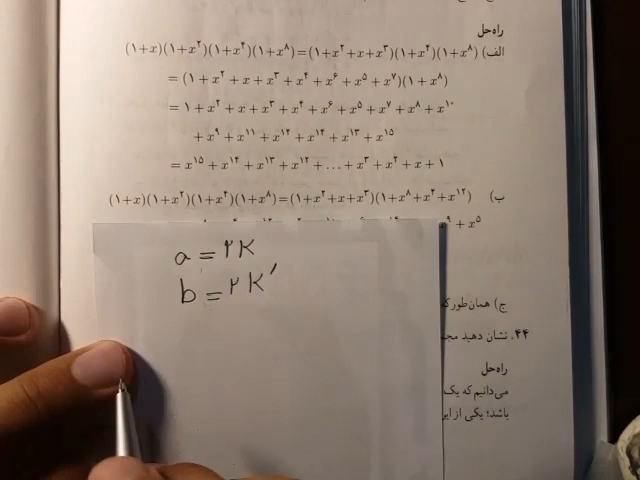 راه‌حل
الف) (۱+x)(۱+x^۲)(۱+x^۴)(۱+x^۸)=(۱+x^۲+x+x^۳)(۱+x^۴)(۱+x^۸)
=(۱+x^۲+x+x^۳+x^۴+x^۶+x^۵+x^۷)(۱+x^۸)
=۱+x^۲+x+x^۳+x^۴+x^۶+x^۵+x^۷+x^۸+x^۱۰
+x^۹+x^۱۱+x^۱۲+x^۱۴+x^۱۳+x^۱۵
=x^۱۵+x^۱۴+x^۱۳+x^۱۲+...+x^۳+x^۲+x+۱
ب) (۱+x)(۱+x^۲)(۱+x^۴)(۱+x^۸)=(۱+x^۲+x+x^۳)(۱+x^۸+x^۴+x^۱۲)
^۹+x^۵
a=۲K
b=۲K′
ج) همان‌طور که
۴۴. نشان دهید
راه‌حل
می‌دانیم که یک
باشد؛ یکی از